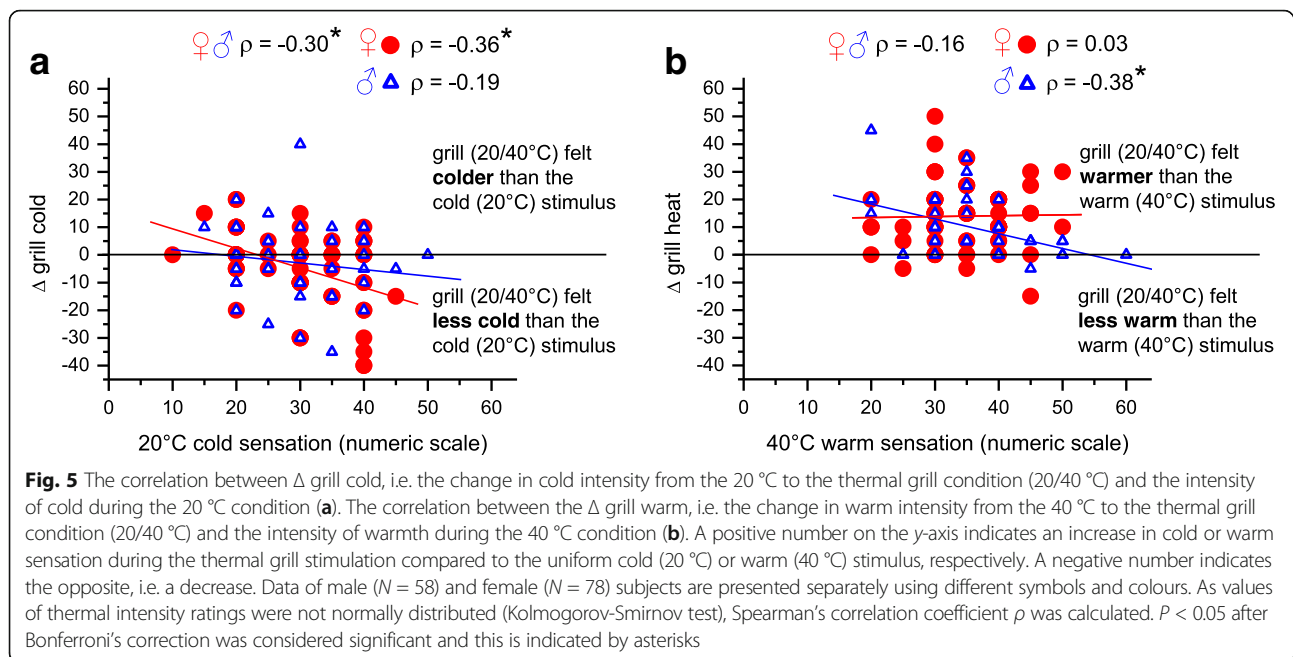 a
♀♂ ρ = -0.30*
♀● ρ = -0.36*
♂△ ρ = -0.19
60
50
40
30
20
10
0
-10
-20
-30
-40
Δ grill cold
grill (20/40°C) felt
colder than the
cold (20°C) stimulus
grill (20/40°C) felt
less cold than the
cold (20°C) stimulus
0 10 20 30 40 50 60
20°C cold sensation (numeric scale)
b
♀♂ ρ = -0.16
♀● ρ = 0.03
♂△ ρ = -0.38*
60
50
40
30
20
10
0
-10
-20
-30
-40
Δ grill heat
grill (20/40°C) felt
warmer than the
warm (40°C) stimulus
grill (20/40°C) felt
less warm than the
warm (40°C) stimulus
0 10 20 30 40 50 60
40°C warm sensation (numeric scale)
Fig. 5 The correlation between Δ grill cold, i.e. the change in cold intensity from the 20 °C to the thermal grill condition (20/40 °C) and the intensity
of cold during the 20 °C condition (a). The correlation between the Δ grill warm, i.e. the change in warm intensity from the 40 °C to the thermal grill
condition (20/40 °C) and the intensity of warmth during the 40 °C condition (b). A positive number on the y-axis indicates an increase in cold or warm
sensation during the thermal grill stimulation compared to the uniform cold (20 °C) or warm (40 °C) stimulus, respectively. A negative number indicates
the opposite, i.e. a decrease. Data of male (N = 58) and female (N = 78) subjects are presented separately using different symbols and colours. As values
of thermal intensity ratings were not normally distributed (Kolmogorov-Smirnov test), Spearman's correlation coefficient ρ was calculated. P < 0.05 after
Bonferroni's correction was considered significant and this is indicated by asterisks